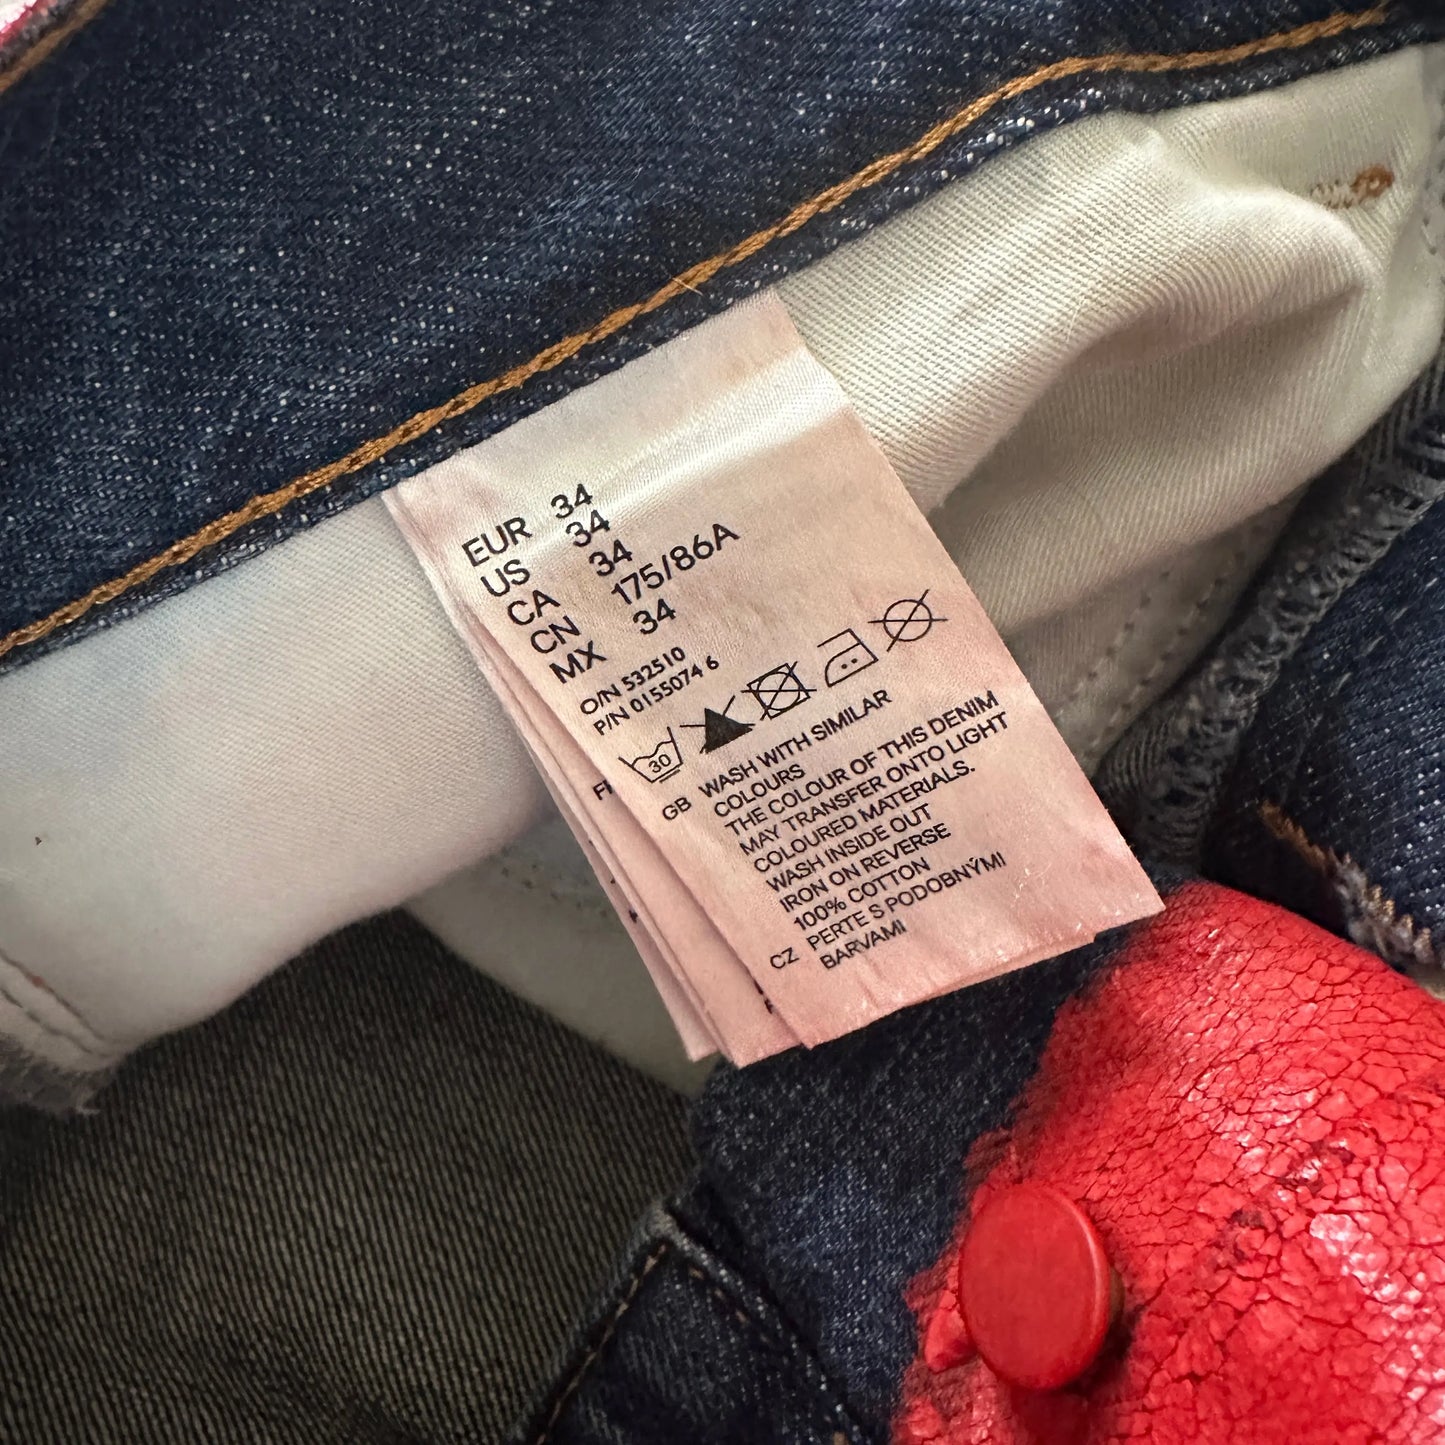 EUR 34
US 34
CA 34
CN 175/86A
MX 34
O/N 532510
P/N 0155074 6
30
GB WASH WITH SIMILAR
COLOURS
THE COLOUR OF THIS DENIM
MAY TRANSFER ONTO LIGHT
COLOURED MATERIALS.
WASH INSIDE OUT
IRON ON REVERSE
100% COTTON
CZ PERTE S PODOBNÝMI
BARVAMI